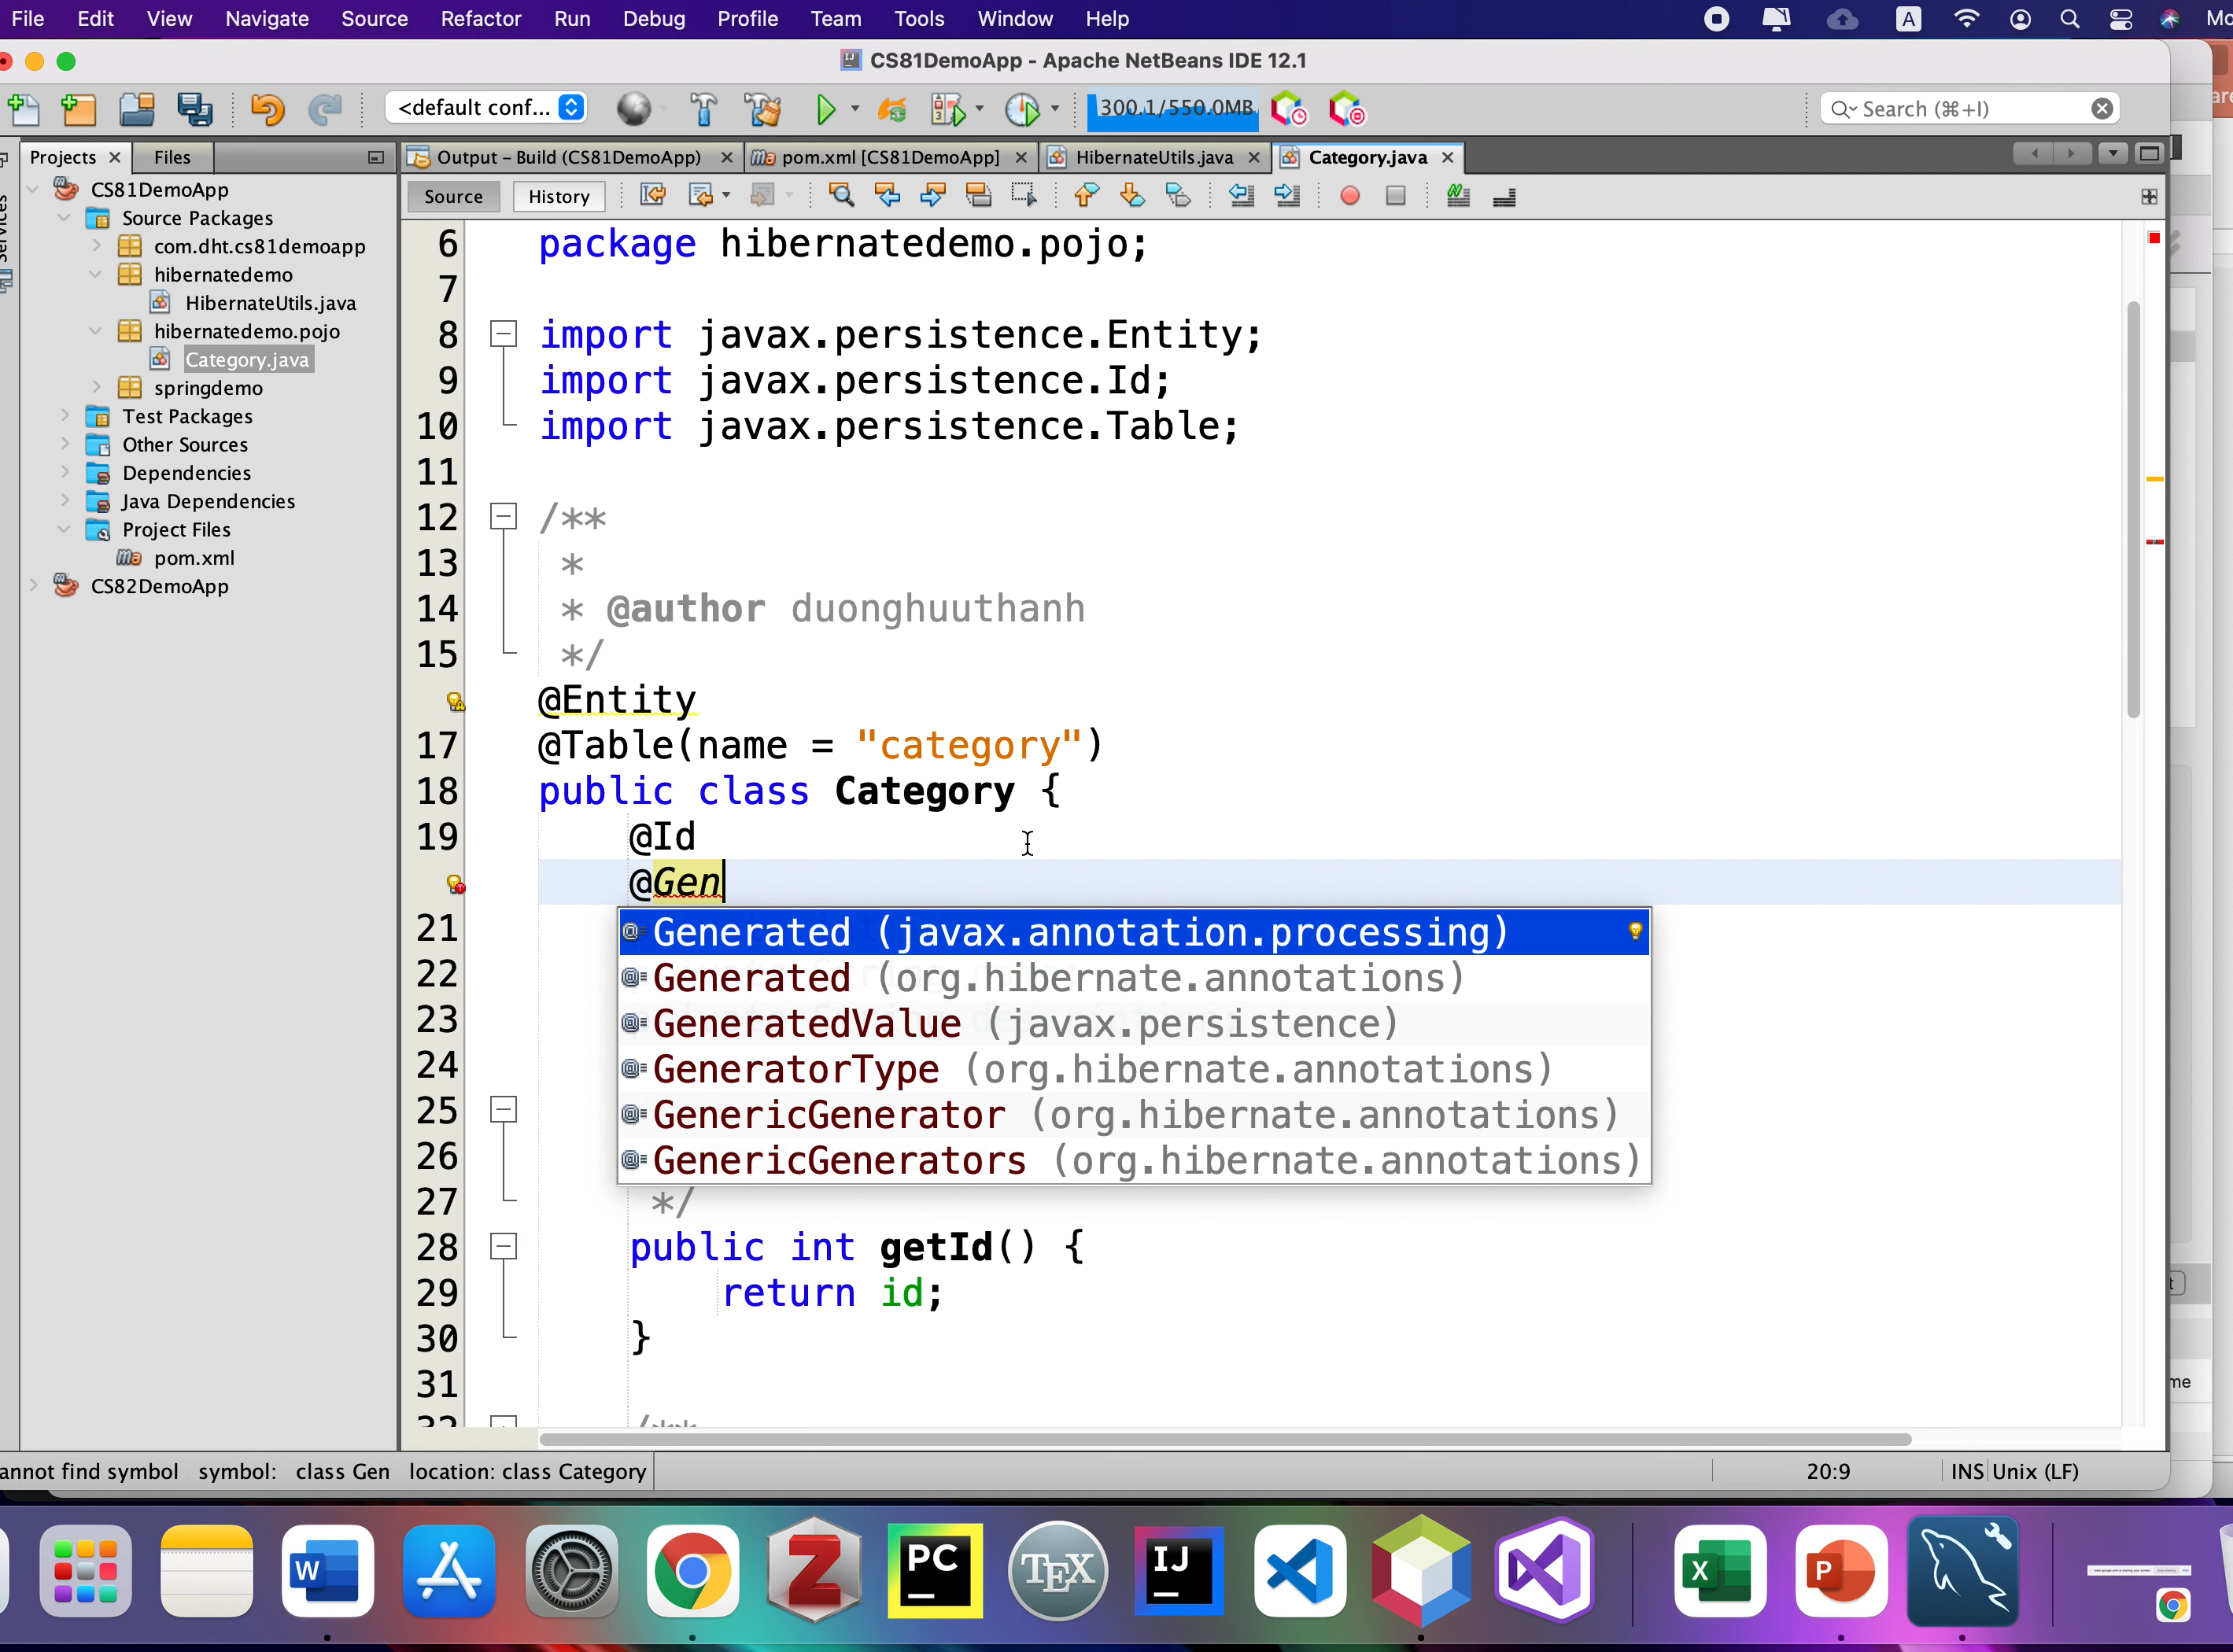 File Edit View Navigate Source Refactor Run Debug Profile Team Tools Window Help
CS81DemoApp - Apache NetBeans IDE 12.1
<default conf... 300.1/550.0MB Search (⌘+I)
Projects Files Output - Build (CS81DemoApp) pom.xml [CS81DemoApp] HibernateUtils.java Category.java
Source History
Services
CS81DemoApp
Source Packages
com.dht.cs81demoapp
hibernatedemo
HibernateUtils.java
hibernatedemo.pojo
Category.java
springdemo
Test Packages
Other Sources
Dependencies
Java Dependencies
Project Files
pom.xml
CS82DemoApp
6 package hibernatedemo.pojo;
7
8 import javax.persistence.Entity;
9 import javax.persistence.Id;
10 import javax.persistence.Table;
11
12 /**
13 *
14 * @author duonghuuthanh
15 */
@Entity
17 @Table(name = "category")
18 public class Category {
19 @Id
@Gen
21 Generated (javax.annotation.processing)
22 Generated (org.hibernate.annotations)
23 GeneratedValue (javax.persistence)
24 GeneratorType (org.hibernate.annotations)
25 GenericGenerator (org.hibernate.annotations)
26 GenericGenerators (org.hibernate.annotations)
27 */
28 public int getId() {
29 return id;
30 }
31
32 /**
annot find symbol symbol: class Gen location: class Category 20:9 INS Unix (LF)
W PC TEX IJ X P